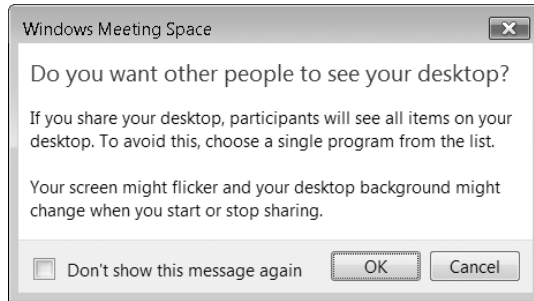 Windows Meeting Space
Do you want other people to see your desktop?
If you share your desktop, participants will see all items on your
desktop. To avoid this, choose a single program from the list.
Your screen might flicker and your desktop background might
change when you start or stop sharing.
Don't show this message again
OK
Cancel